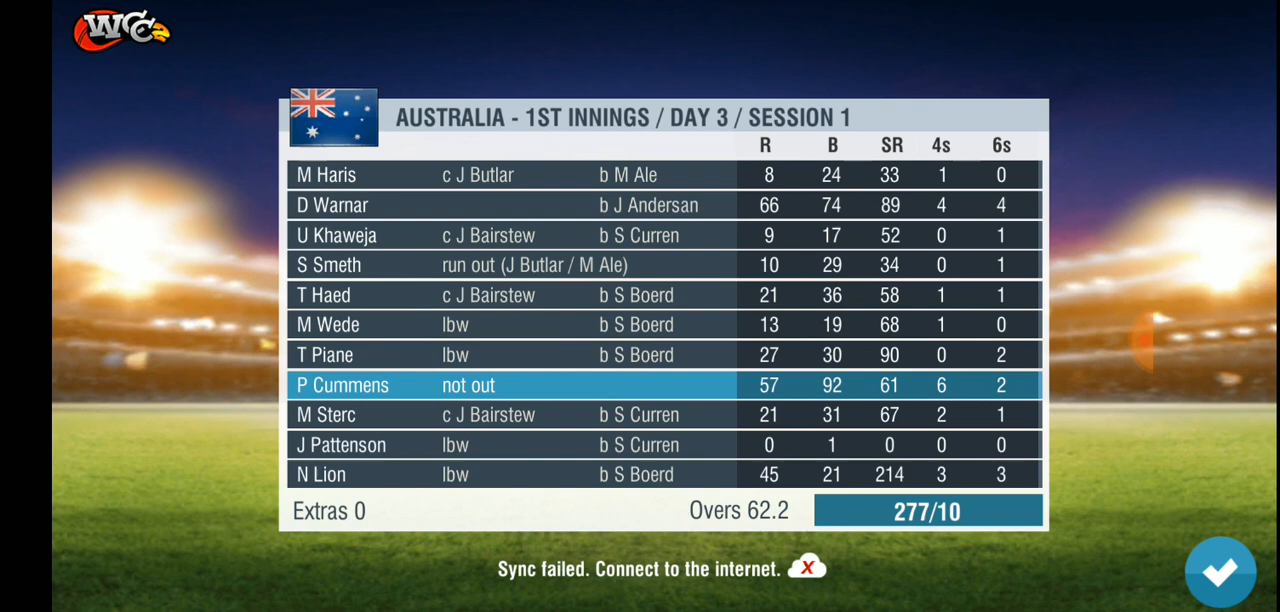 WCC
AUSTRALIA - 1ST INNINGS / DAY 3 / SESSION 1
R B SR 4s 6s
M Haris c J Butlar b M Ale 8 24 33 1 0
D Warnar b J Andersan 66 74 89 4 4
U Khaweja c J Bairstew b S Curren 9 17 52 0 1
S Smeth run out (J Butlar / M Ale) 10 29 34 0 1
T Haed c J Bairstew b S Boerd 21 36 58 1 1
M Wede lbw b S Boerd 13 19 68 1 0
T Piane lbw b S Boerd 27 30 90 0 2
P Cummens not out 57 92 61 6 2
M Sterc c J Bairstew b S Curren 21 31 67 2 1
J Pattenson lbw b S Curren 0 1 0 0 0
N Lion lbw b S Boerd 45 21 214 3 3
Extras 0 Overs 62.2 277/10
Sync failed. Connect to the internet. X